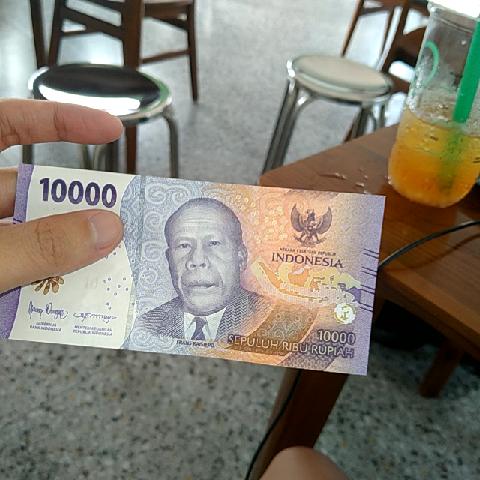 10000
NEGARA KESATUAN REPUBLIK
INDONESIA
GUBERNUR
BANK INDONESIA
MENTERI KEUANGAN
REPUBLIK INDONESIA
FRANS KAISIEPO
10000
SEPULUH RIBU RUPIAH